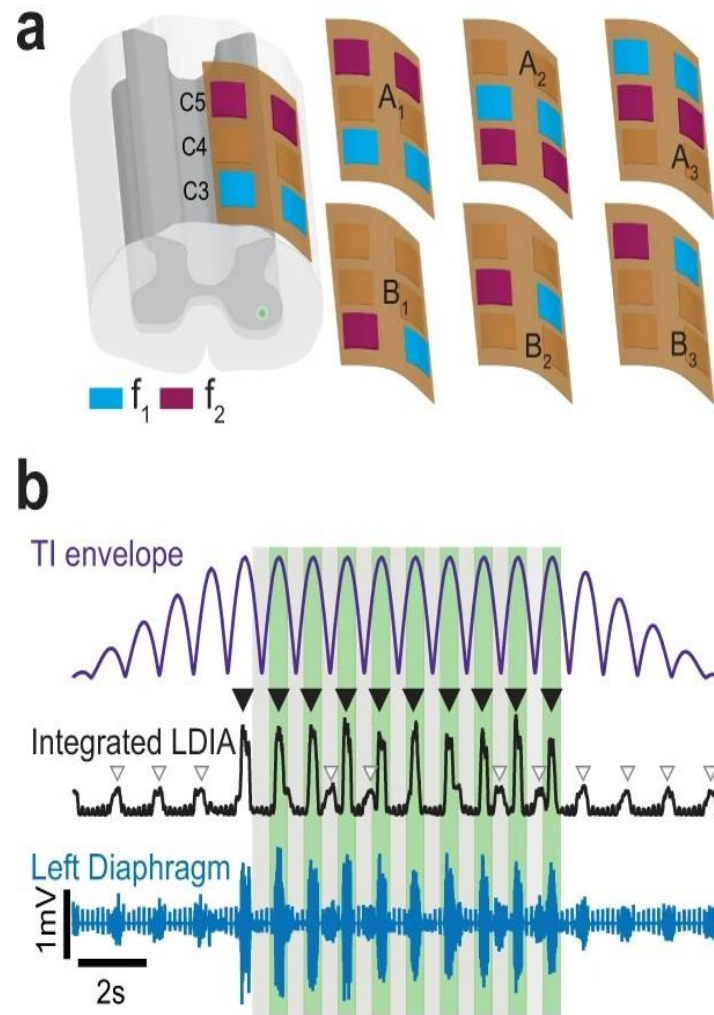 a
C5
C4
C3
A1
A2
A3
B1
B2
B3
f1 f2
b
TI envelope
Integrated LDIA
Left Diaphragm
1mV
2s